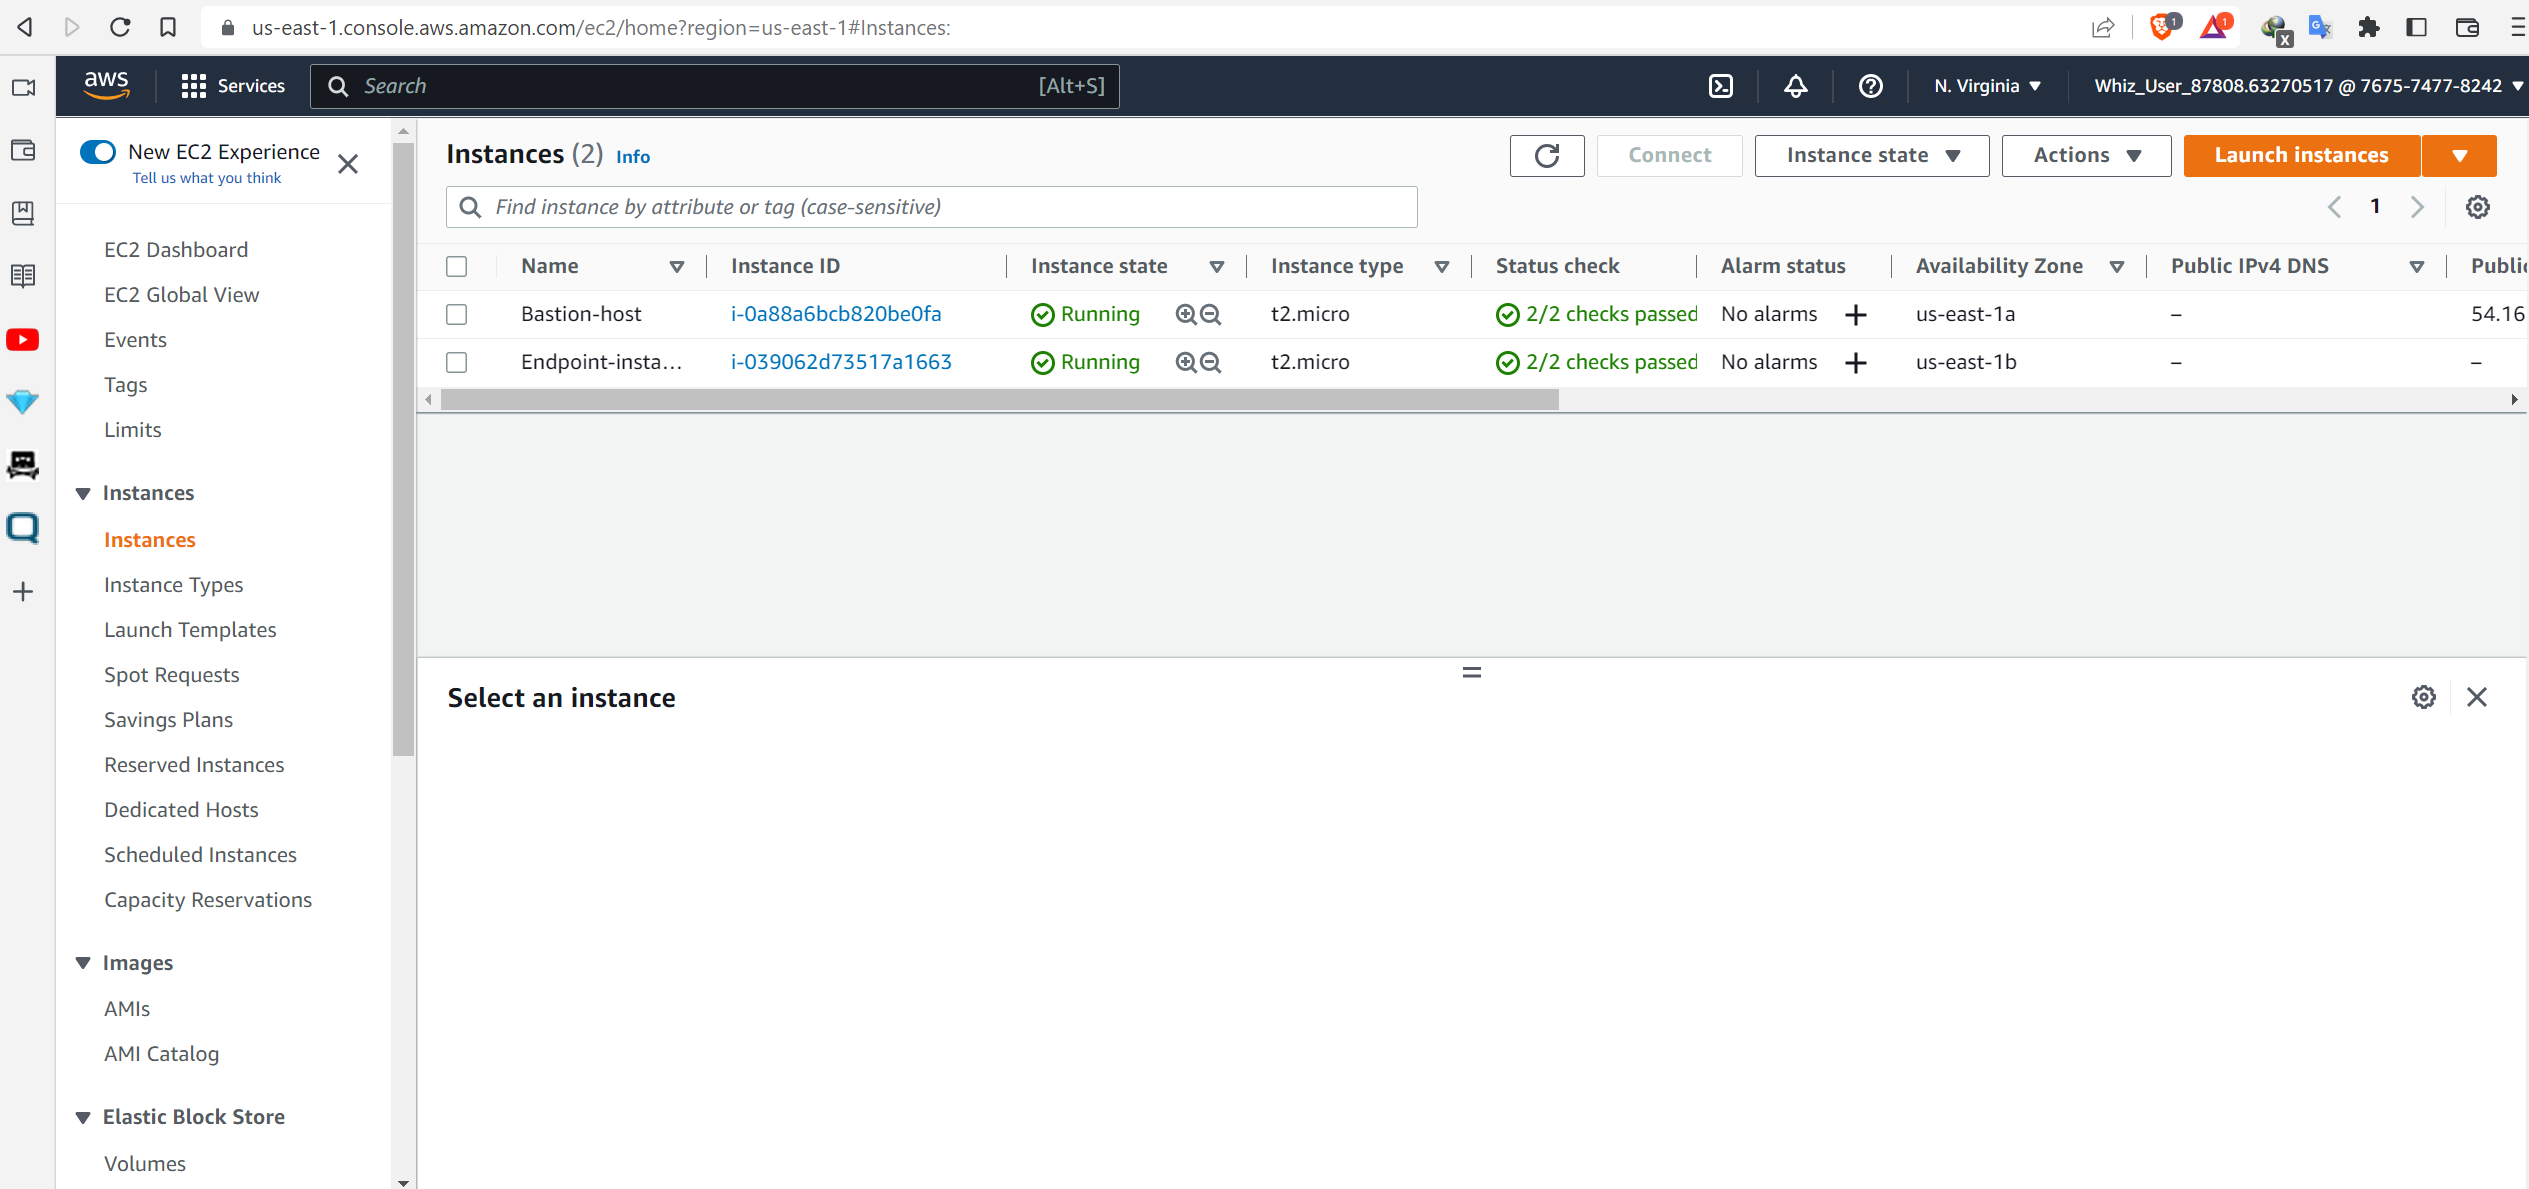 us-east-1.console.aws.amazon.com/ec2/home?region=us-east-1#Instances:
1
1
X
aws
Services
Search
[Alt+S]
N. Virginia
Whiz_User_87808.63270517 @ 7675-7477-8242
New EC2 Experience
Tell us what you think
EC2 Dashboard
EC2 Global View
Events
Tags
Limits
Instances
Instances
Instance Types
Launch Templates
Spot Requests
Savings Plans
Reserved Instances
Dedicated Hosts
Scheduled Instances
Capacity Reservations
Images
AMIs
AMI Catalog
Elastic Block Store
Volumes
Instances (2) Info
Connect
Instance state
Actions
Launch instances
Find instance by attribute or tag (case-sensitive)
1
Name Instance ID Instance state Instance type Status check Alarm status Availability Zone Public IPv4 DNS Public
Bastion-host i-0a88a6bcb820be0fa Running t2.micro 2/2 checks passed No alarms + us-east-1a – 54.16
Endpoint-insta... i-039062d73517a1663 Running t2.micro 2/2 checks passed No alarms + us-east-1b – –
Select an instance